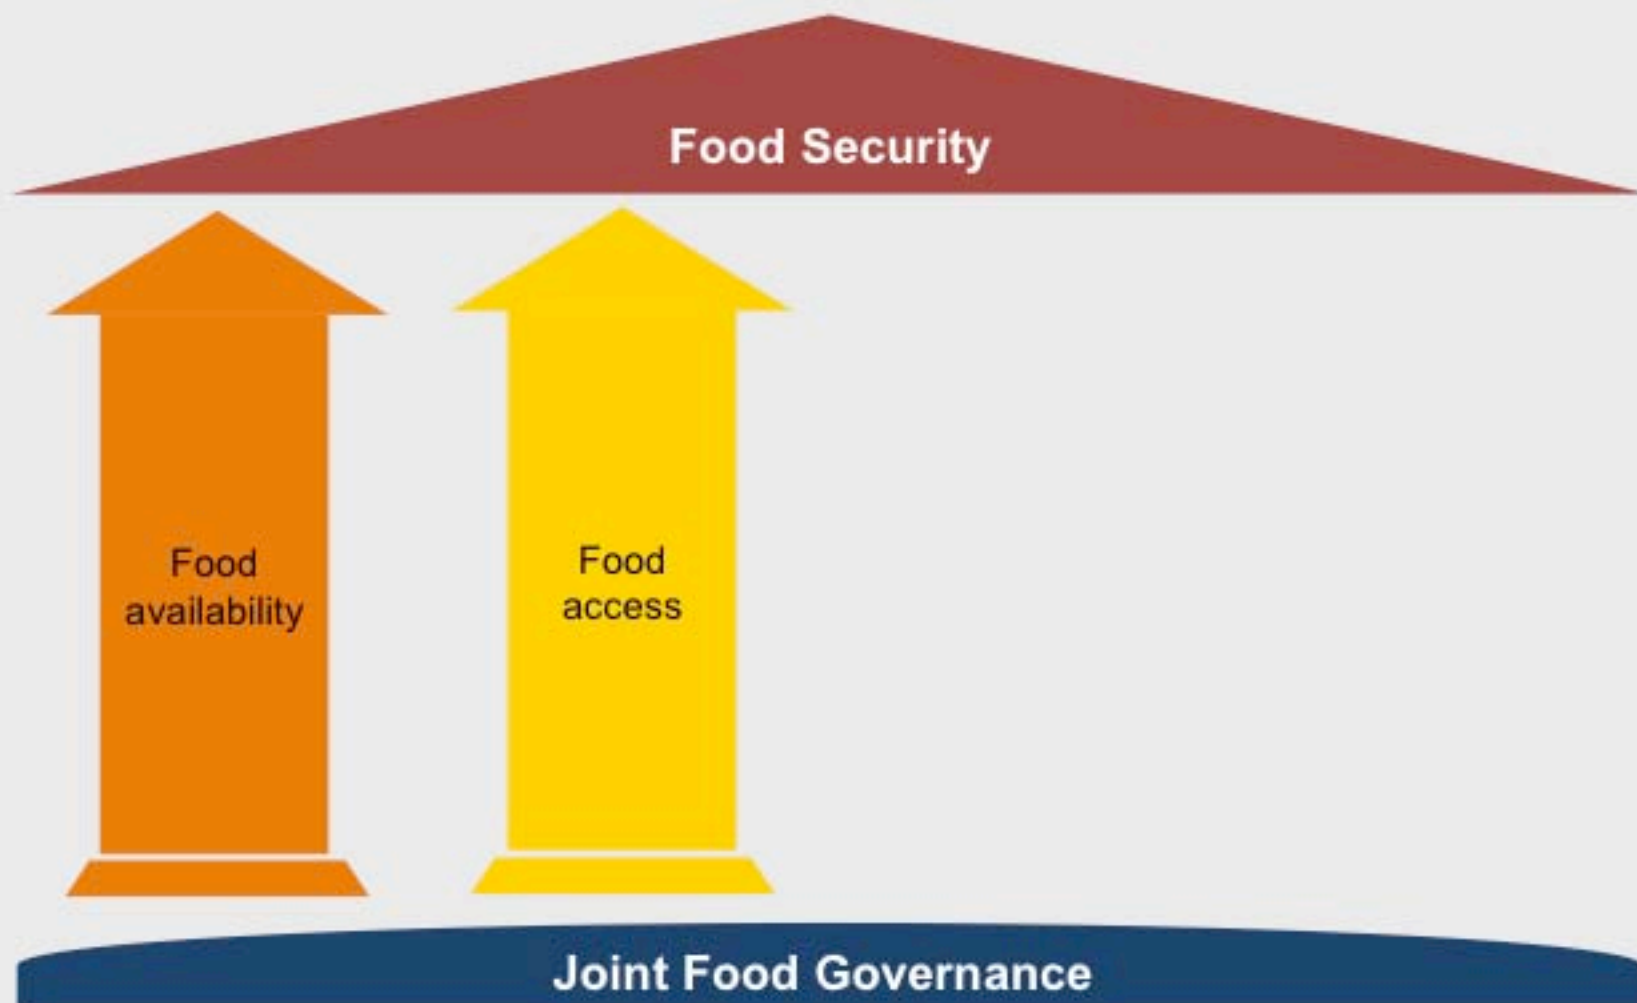 Food Security
Food
availability
Food
access
Joint Food Governance